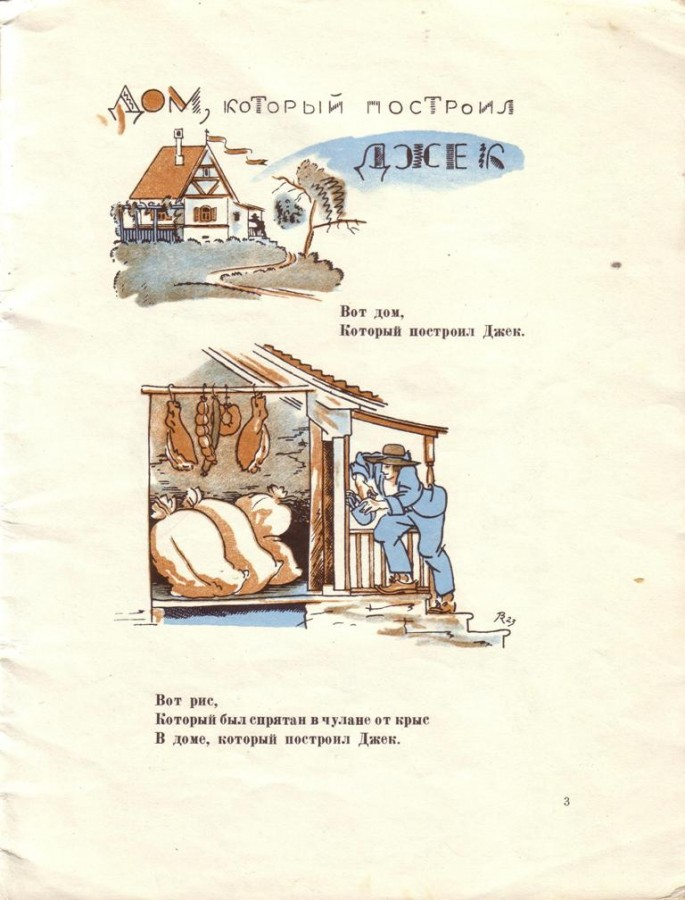 Дом, который построил
Джек
Вот дом,
Который построил Джек.
Вот рис,
Который был спрятан в чулане от крыс
В доме, который построил Джек.
3